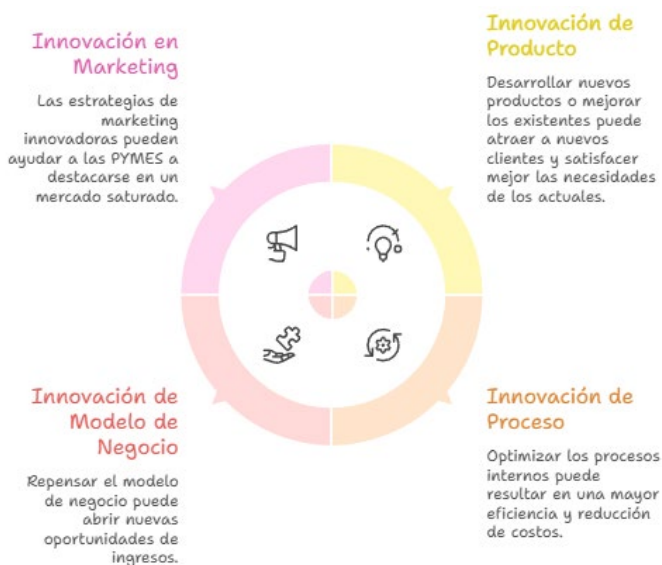 Innovación en
Marketing
Las estrategias de
marketing
innovadoras pueden
ayudar a las PYMES a
destacarse en un
mercado saturado.
Innovación de
Producto
Desarrollar nuevos
productos o mejorar
los existentes puede
atraer a nuevos
clientes y satisfacer
mejor las necesidades
de los actuales.
Innovación de
Modelo de
Negocio
Repensar el modelo
de negocio puede
abrir nuevas
oportunidades de
ingresos.
Innovación de
Proceso
Optimizar los procesos
internos puede
resultar en una mayor
eficiencia y reducción
de costos.